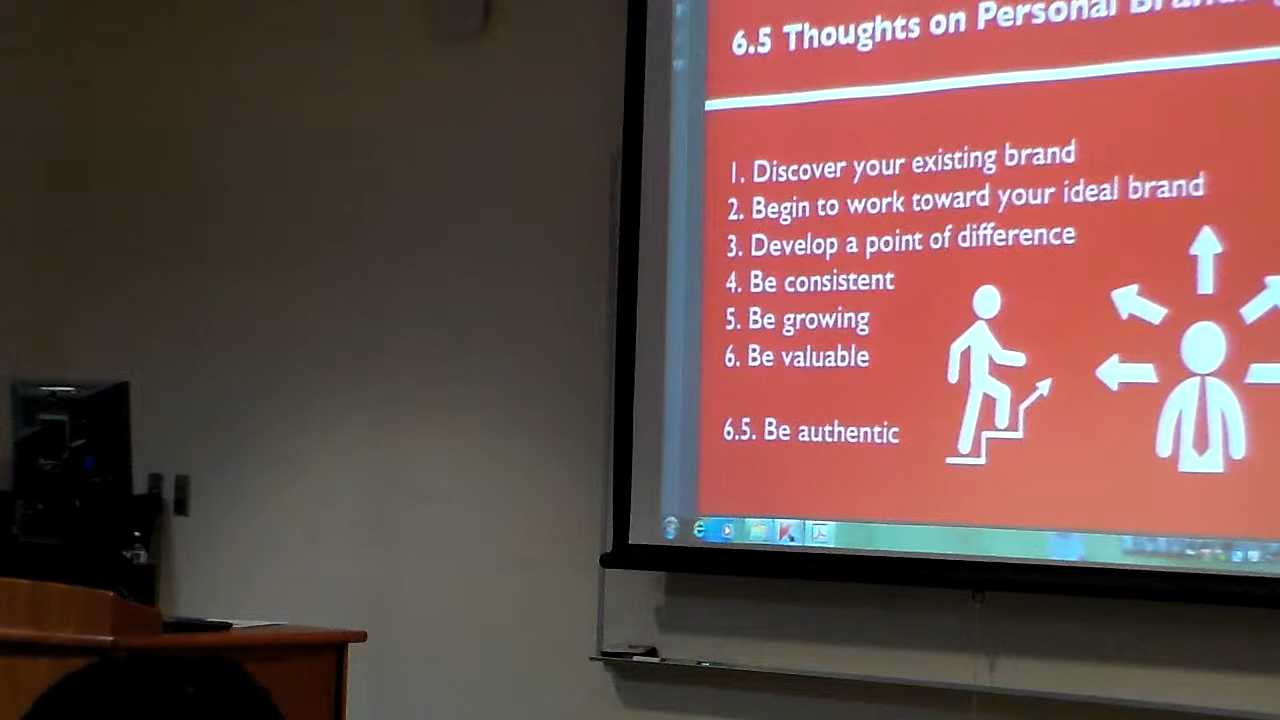 6.5 Thoughts on Personal
1. Discover your existing brand
2. Begin to work toward your ideal brand
3. Develop a point of difference
4. Be consistent
5. Be growing
6. Be valuable
6.5. Be authentic